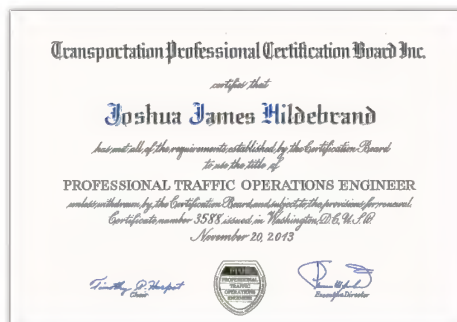 Transportation Professional Certification Board Inc.
certifies that
Joshua James Hildebrand
has met all of the requirements established by the Certification Board
to use the title of
PROFESSIONAL TRAFFIC OPERATIONS ENGINEER
unless withdrawn by the Certification Board and subject to the provisions for renewal.
Certificate number 3588 issued in Washington, D.C., U.S.A.
November 20, 2013
Timothy P. Harpst
Chair
Executive Director
PROFESSIONAL
TRAFFIC
OPERATIONS
ENGINEER